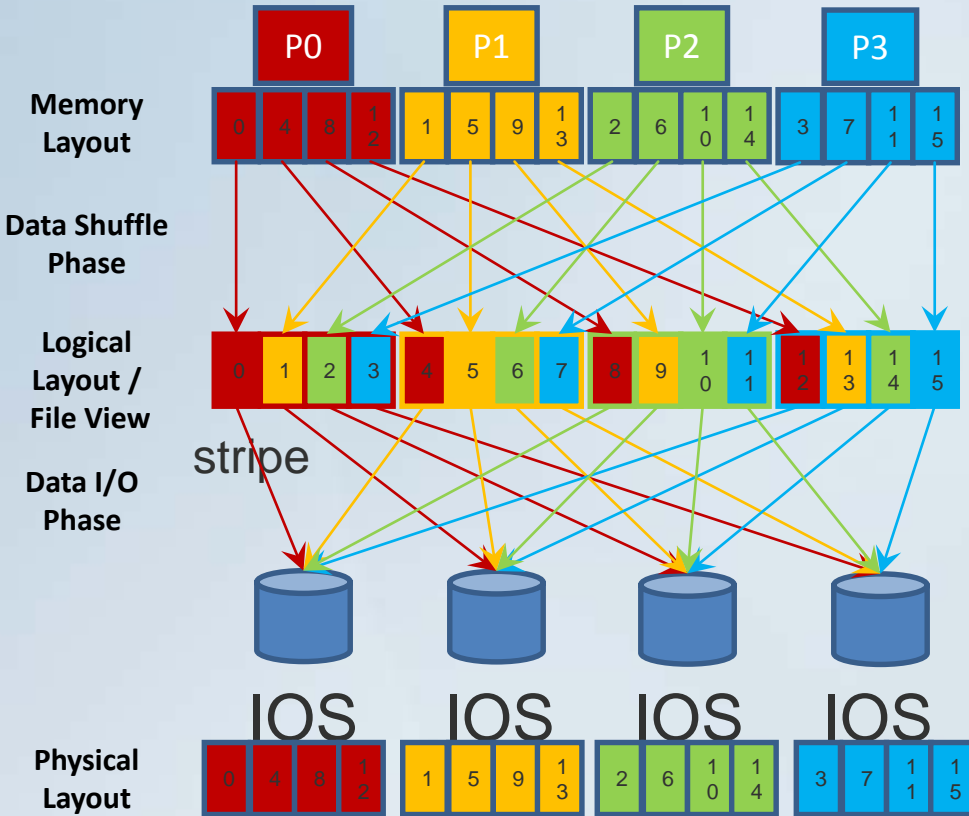 P0 P1 P2 P3
Memory
Layout
0 4 8 12 1 5 9 13 2 6 10 14 3 7 11 15
Data Shuffle
Phase
Logical
Layout /
File View
0 1 2 3 4 5 6 7 8 9 10 11 12 13 14 15
stripe
Data I/O
Phase
IOS IOS IOS IOS
Physical
Layout
0 4 8 12 1 5 9 13 2 6 10 14 3 7 11 15